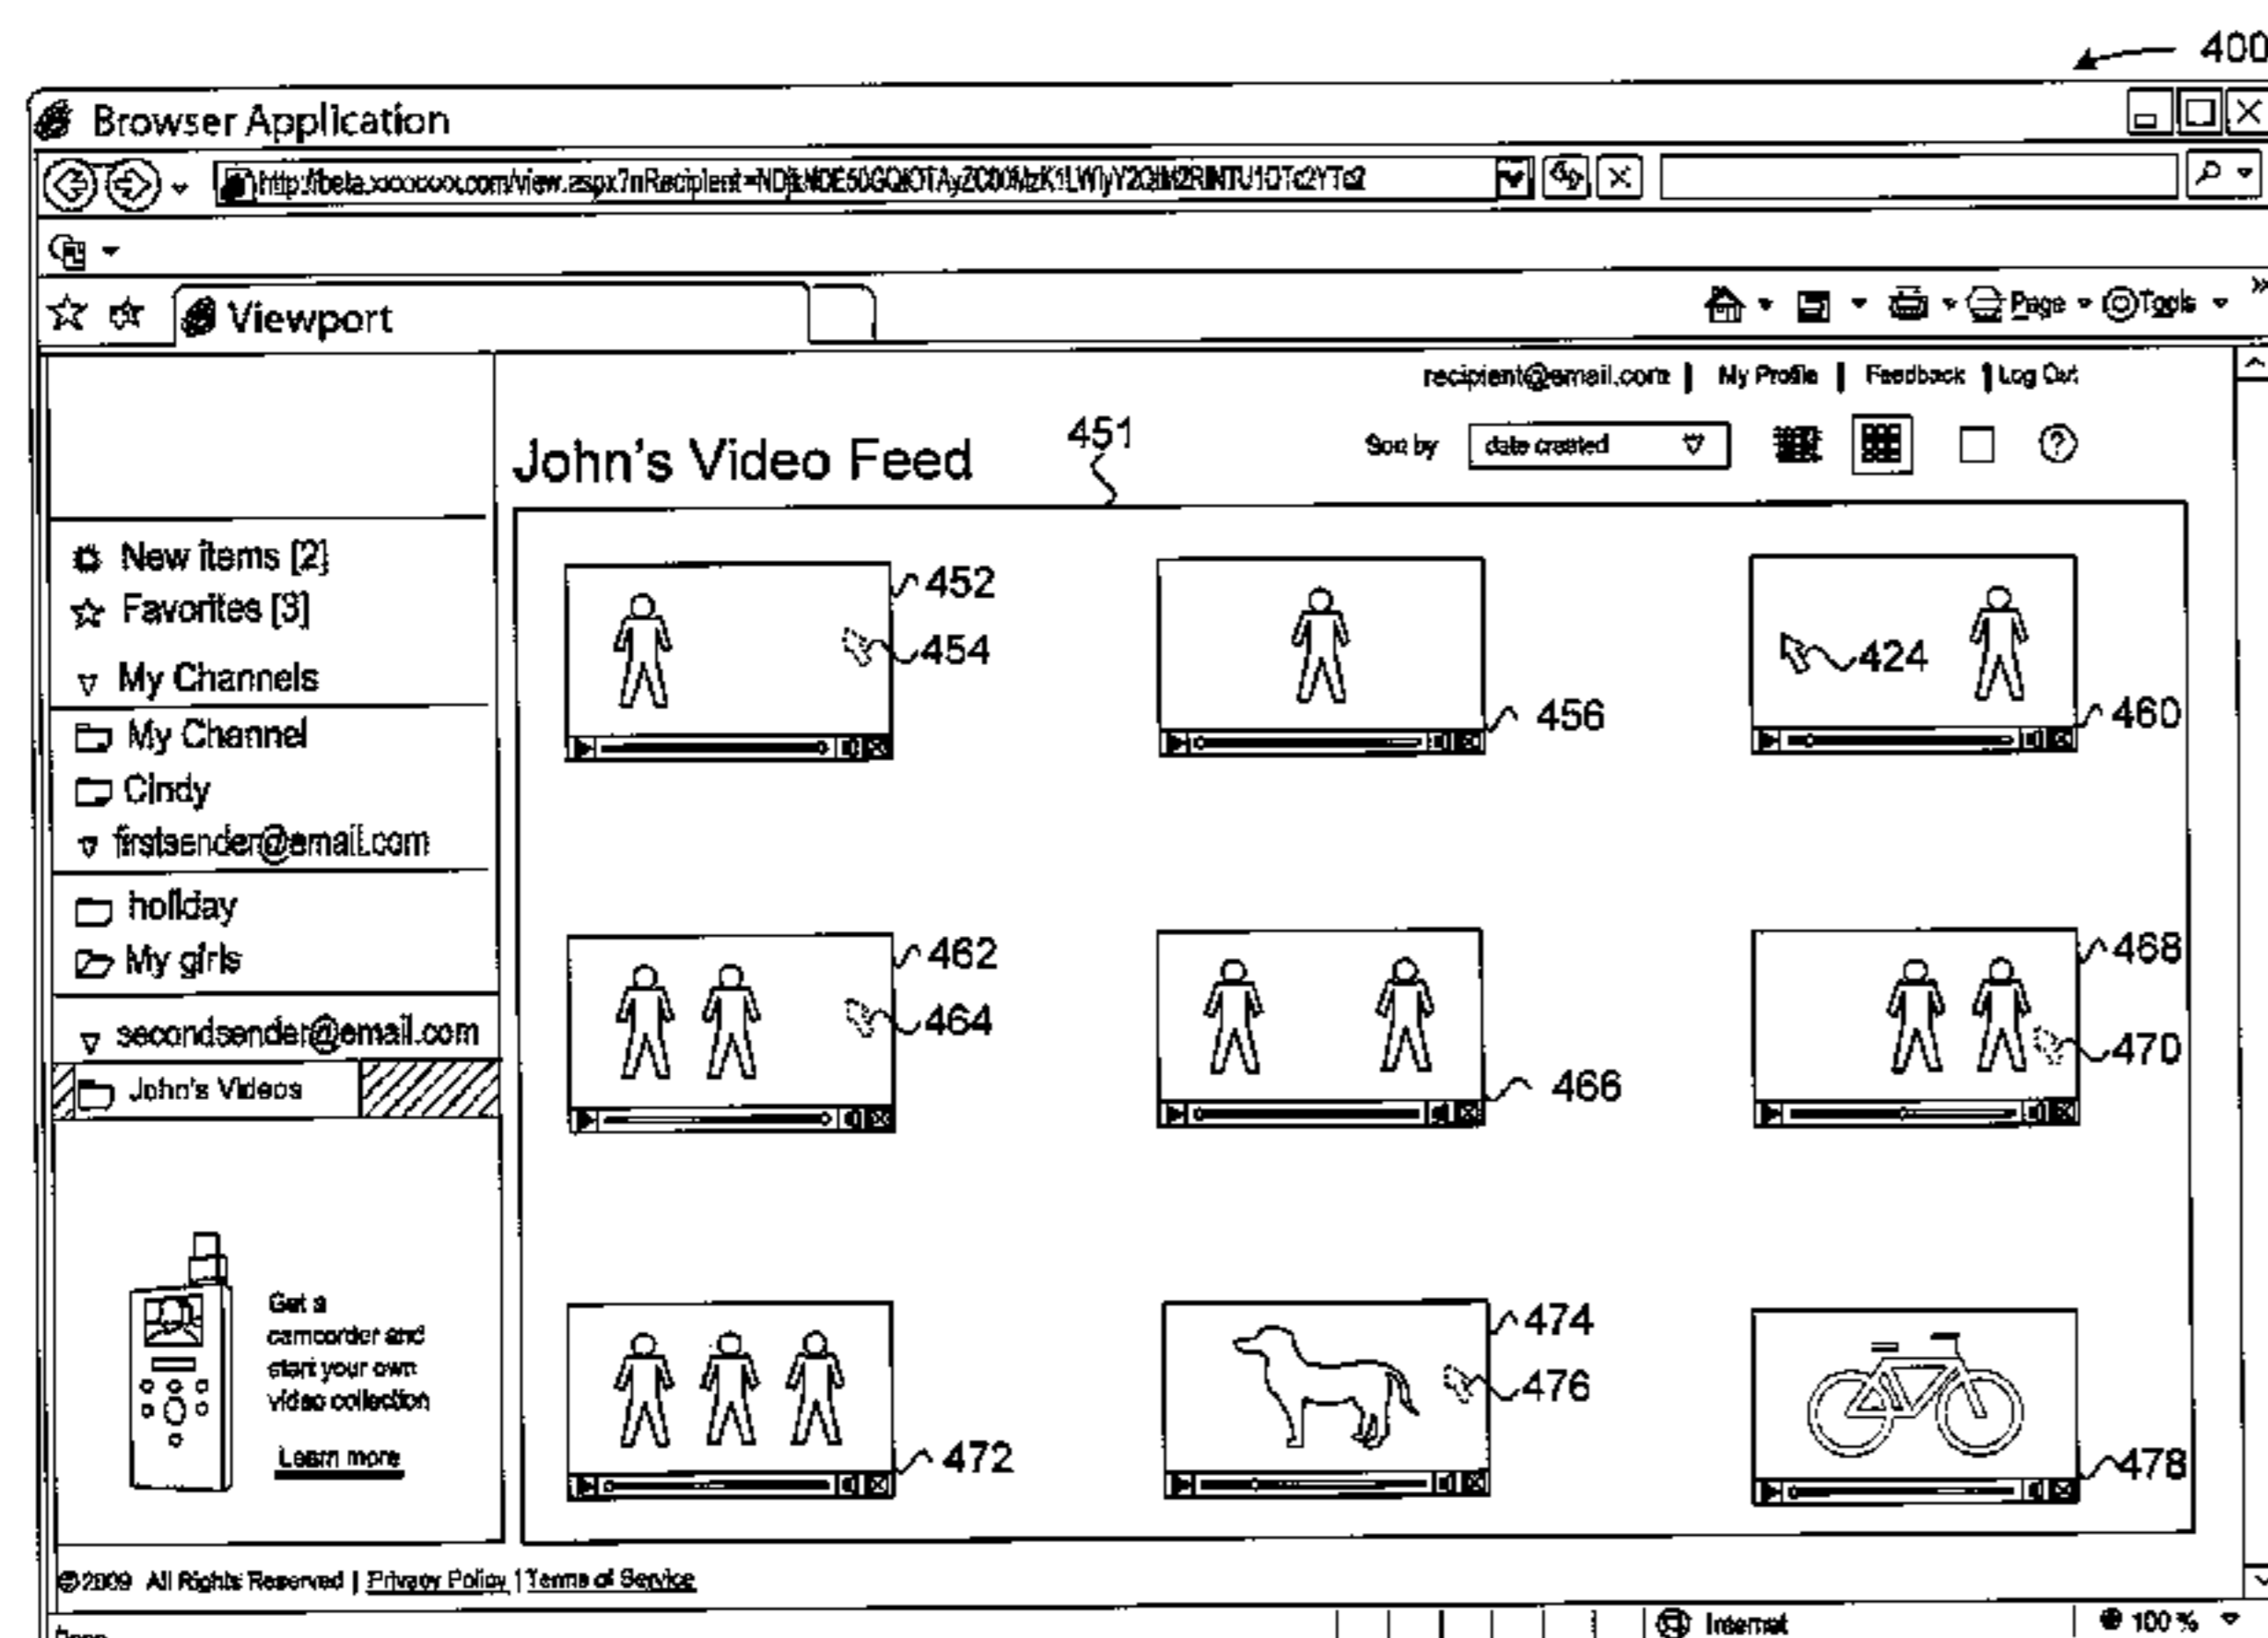 400
Browser Application
Viewport
Page
Tools
recipient@email.com | My Profile | Feedback | Log Out
John's Video Feed
451
Sort by
date created
?
New items [2]
Favorites [3]
My Channels
My Channel
Cindy
firstsender@email.com
holiday
My girls
secondsender@email.com
John's Videos
452
454
456
424
460
462
464
466
468
470
472
474
476
478
Get a
camcorder and
start your own
video collection
Learn more
©2009 All Rights Reserved | Privacy Policy | Terms of Service
Internet
100 %